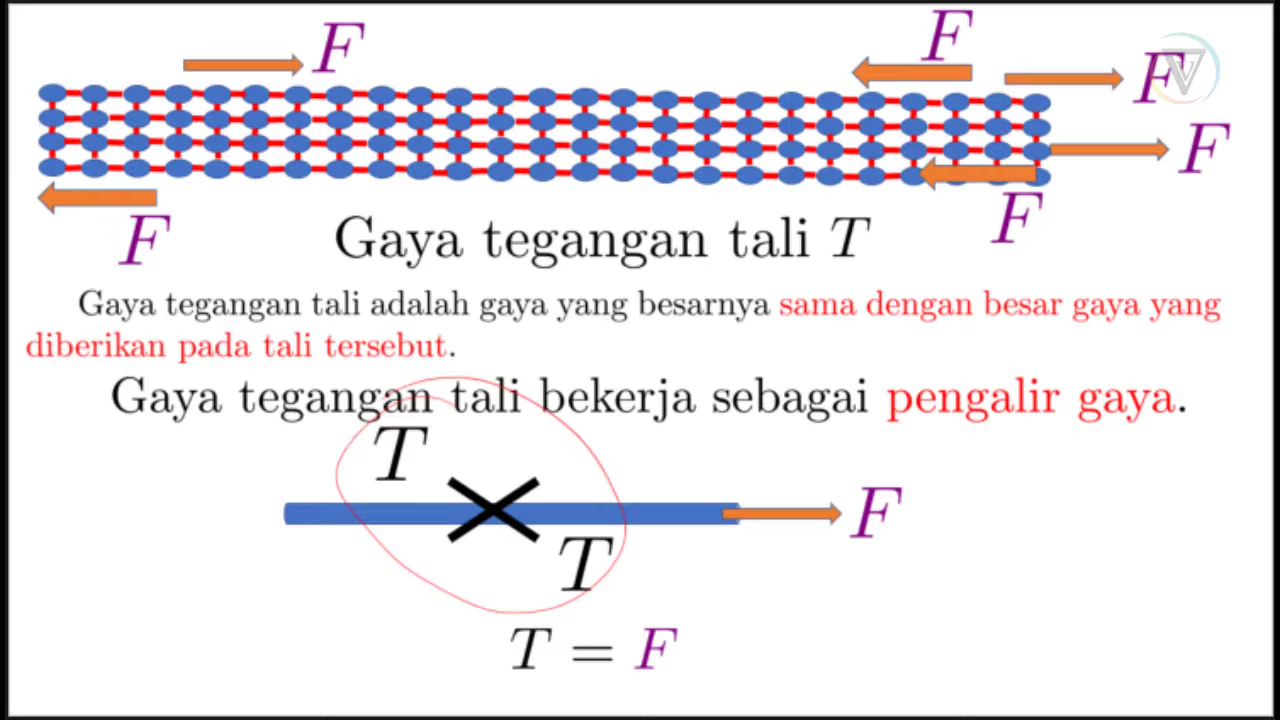 F
F
F
F
F
F
Gaya tegangan tali T
Gaya tegangan tali adalah gaya yang besarnya sama dengan besar gaya yang
diberikan pada tali tersebut.
Gaya tegangan tali bekerja sebagai pengalir gaya.
T
F
T
T = F